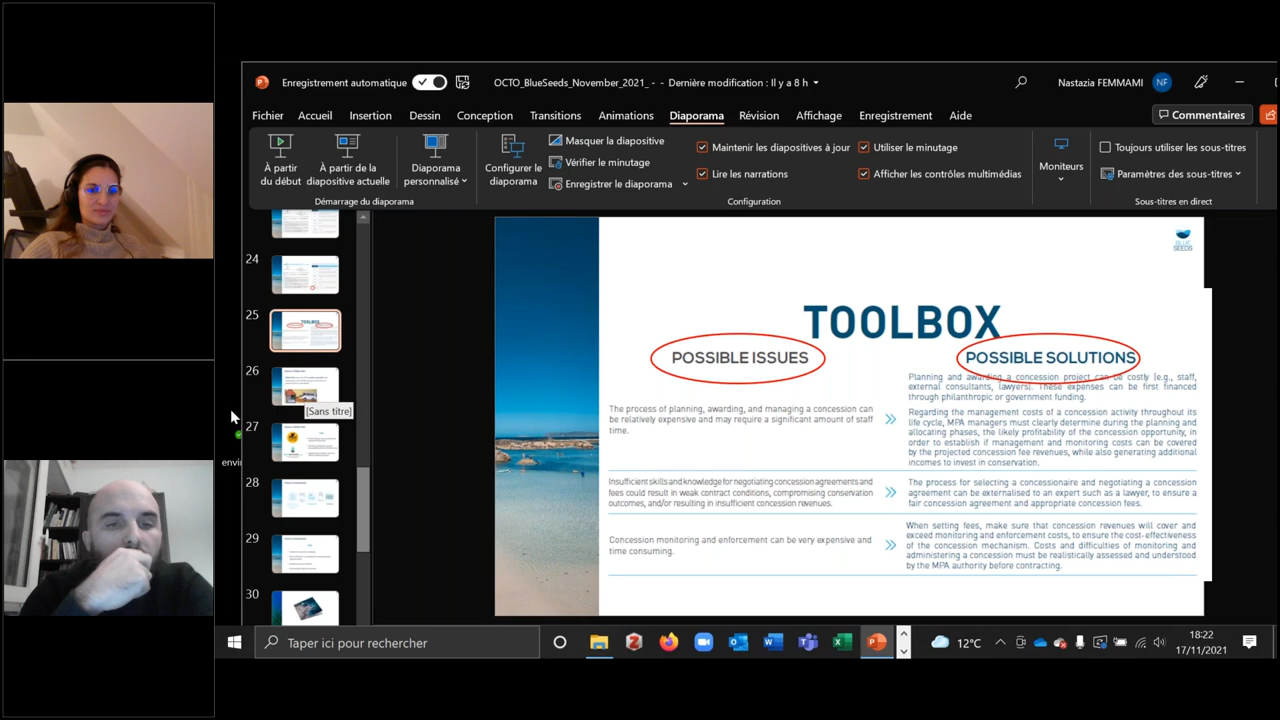 Enregistrement automatique
OCTO_BlueSeeds_November_2021_ - - Dernière modification : Il y a 8 h
Nastazia FEMMAMI NF
Fichier Accueil Insertion Dessin Conception Transitions Animations Diaporama Révision Affichage Enregistrement Aide Commentaires
À partir du début
À partir de la diapositive actuelle
Diaporama personnalisé
Configurer le diaporama
Masquer la diapositive
Vérifier le minutage
Enregistrer le diaporama
Maintenir les diapositives à jour
Lire les narrations
Utiliser le minutage
Afficher les contrôles multimédias
Moniteurs
Toujours utiliser les sous-titres
Paramètres des sous-titres
Démarrage du diaporama Configuration Sous-titres en direct
24
25
26
[Sans titre]
27
envir
28
29
30
BLUE
SEEDS
TOOLBOX
POSSIBLE ISSUES
POSSIBLE SOLUTIONS
Planning and awarding a concession project can be costly (e.g., staff,
external consultants, lawyers). These expenses can be first financed
through philanthropic or government funding.
The process of planning, awarding, and managing a concession can
be relatively expensive and may require a significant amount of staff
time.
Regarding the management costs of a concession activity throughout its
life cycle, MPA managers must clearly determine during the planning and
allocating phases, the likely profitability of the concession opportunity, in
order to establish if management and monitoring costs can be covered
by the projected concession fee revenues, while also generating additional
incomes to invest in conservation.
Insufficient skills and knowledge for negotiating concession agreements and
fees could result in weak contract conditions, compromising conservation
outcomes, and/or resulting in insufficient concession revenues.
The process for selecting a concessionaire and negotiating a concession
agreement can be externalised to an expert such as a lawyer, to ensure a
fair concession agreement and appropriate concession fees.
Concession monitoring and enforcement can be very expensive and
time consuming.
When setting fees, make sure that concession revenues will cover and
exceed monitoring and enforcement costs, to ensure the cost-effectiveness
of the concession mechanism. Costs and difficulties of monitoring and
administering a concession must be realistically assessed and understood
by the MPA authority before contracting.
Taper ici pour rechercher
12°C
18:22
17/11/2021